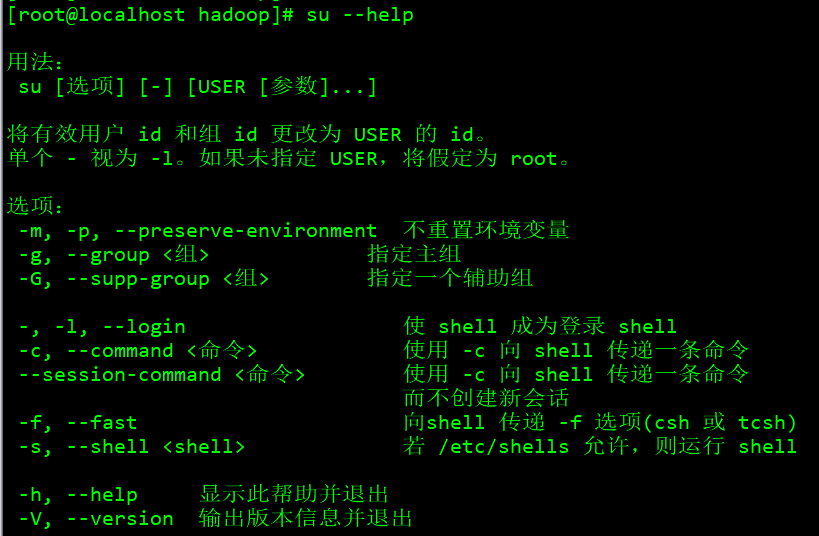 [root@localhost hadoop]# su --help
用法：
su [选项] [-] [USER [参数]...]
将有效用户 id 和组 id 更改为 USER 的 id。
单个 - 视为 -l。如果未指定 USER，将假定为 root。
选项：
-m, -p, --preserve-environment 不重置环境变量
-g, --group <组> 指定主组
-G, --supp-group <组> 指定一个辅助组
-, -l, --login 使 shell 成为登录 shell
-c, --command <命令> 使用 -c 向 shell 传递一条命令
--session-command <命令> 使用 -c 向 shell 传递一条命令
而不创建新会话
-f, --fast 向shell 传递 -f 选项(csh 或 tcsh)
-s, --shell <shell> 若 /etc/shells 允许，则运行 shell
-h, --help 显示此帮助并退出
-V, --version 输出版本信息并退出